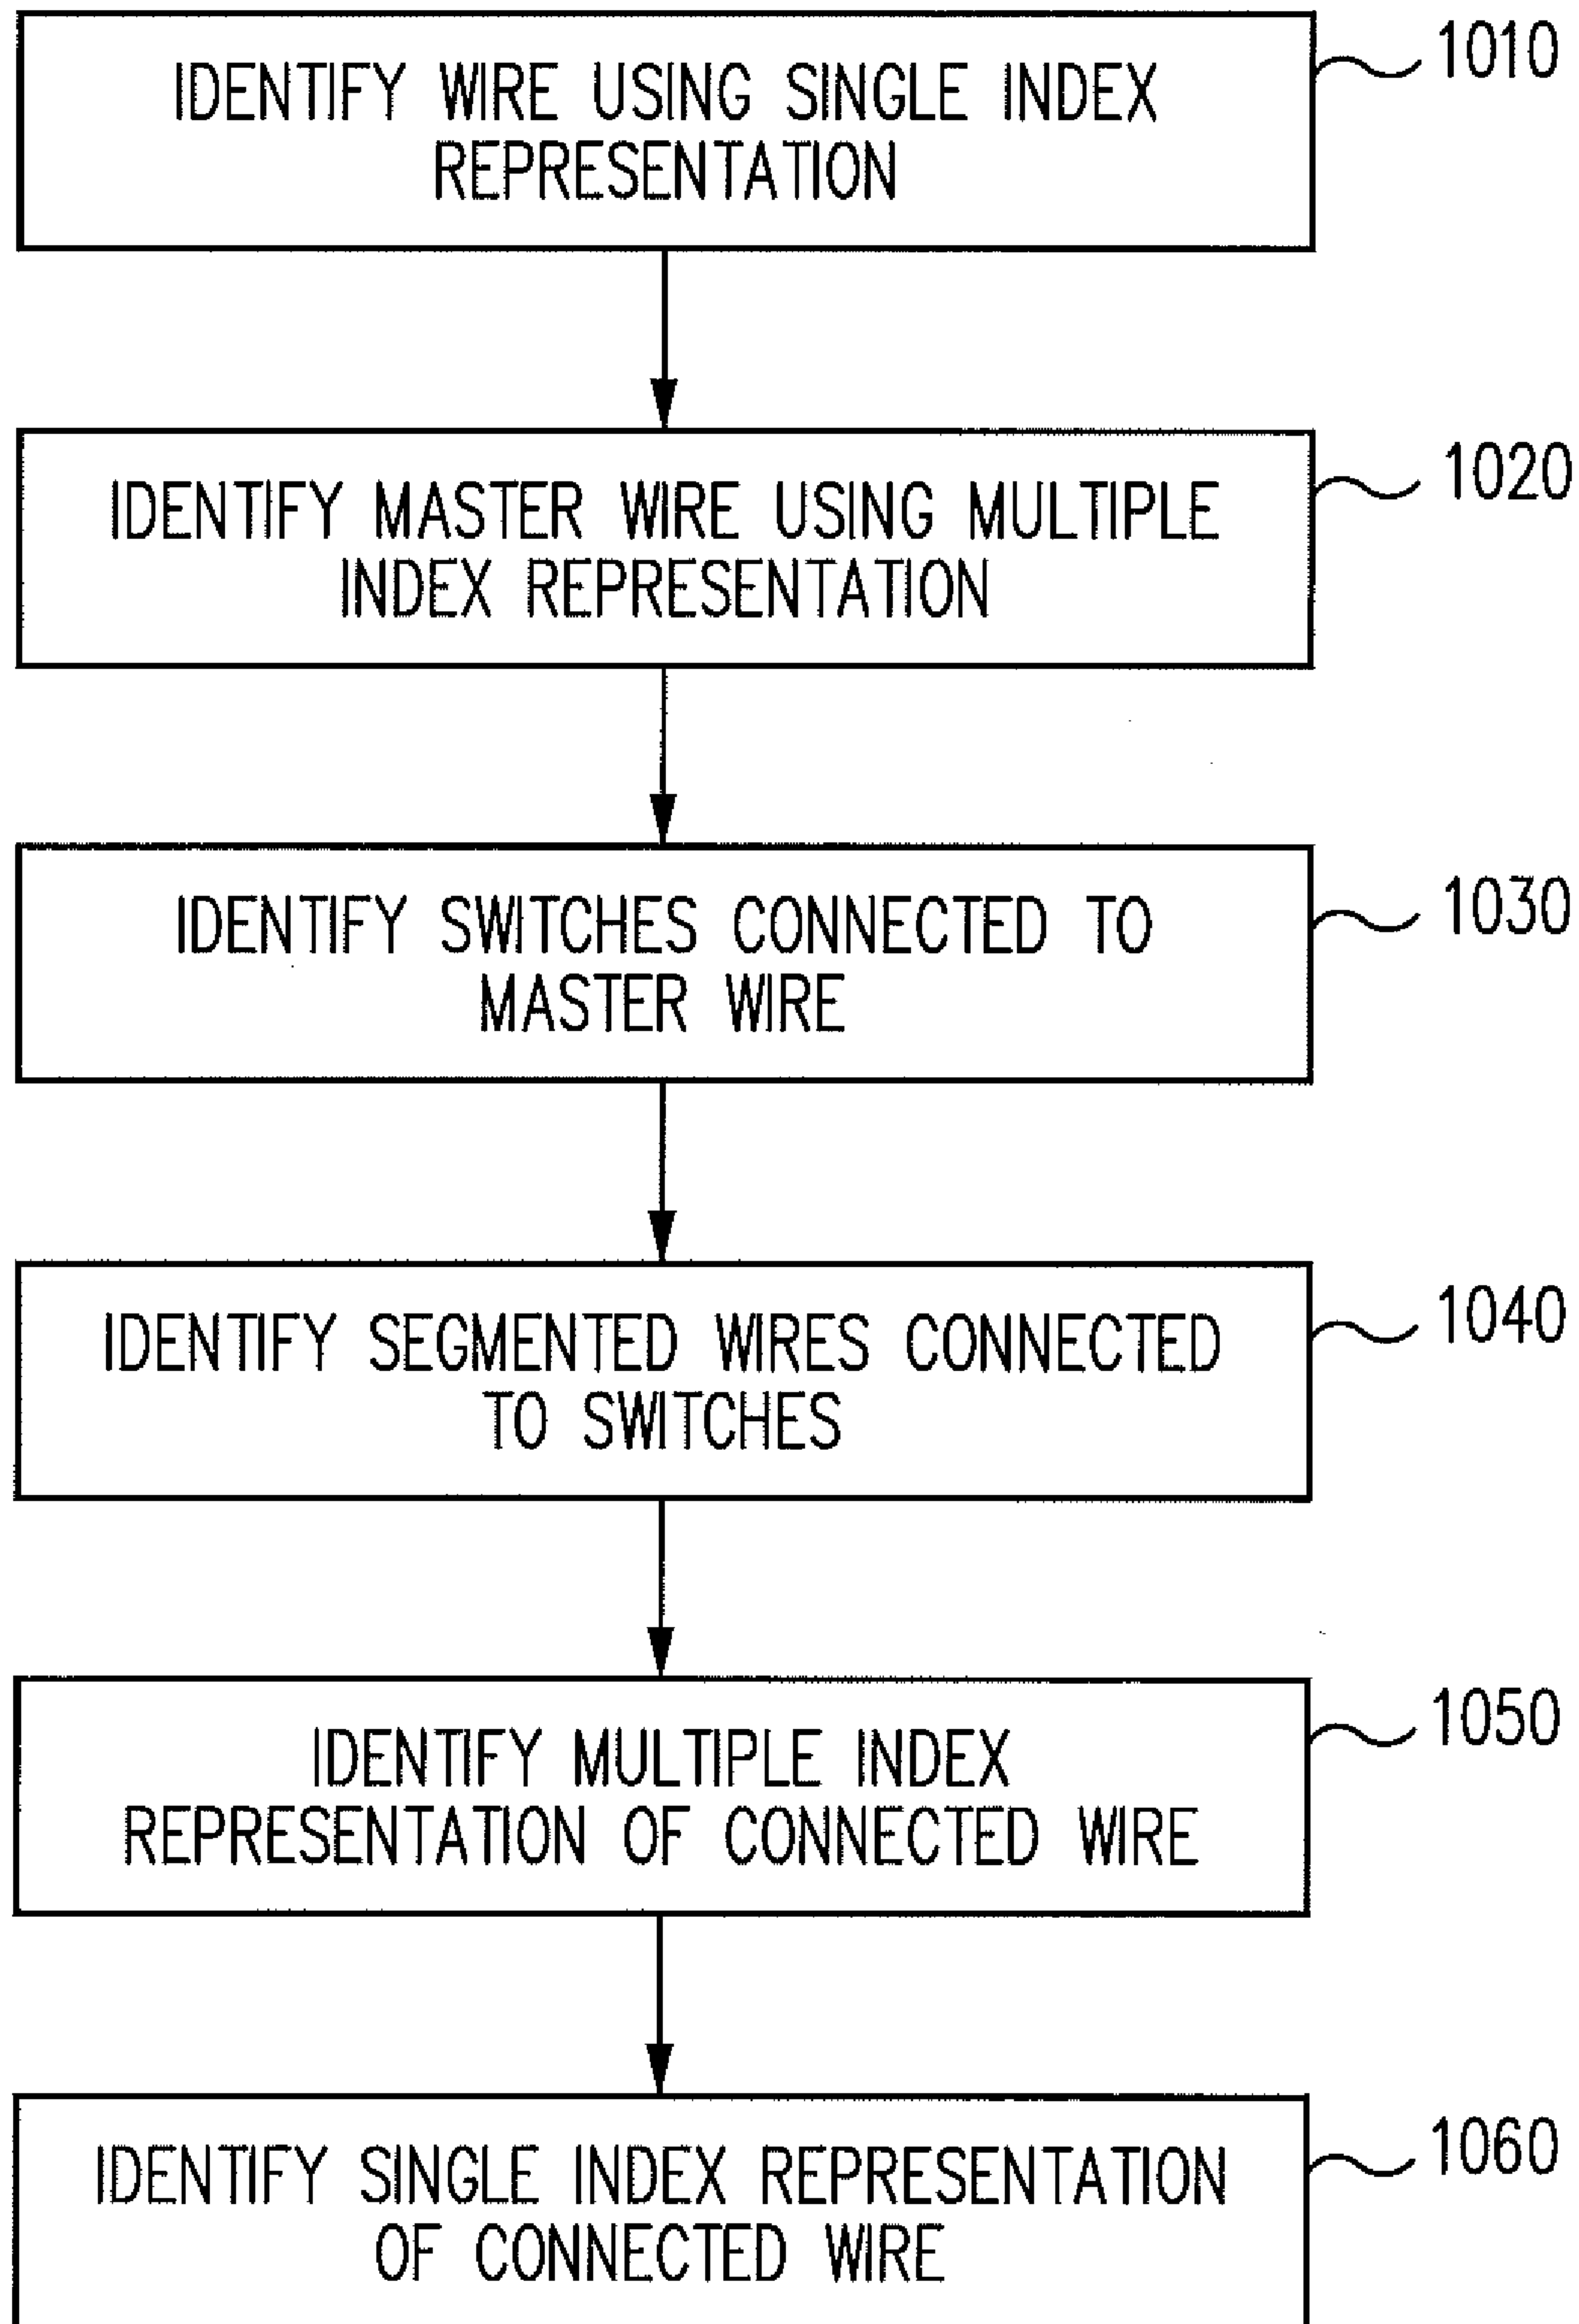 IDENTIFY WIRE USING SINGLE INDEX
REPRESENTATION
1010
IDENTIFY MASTER WIRE USING MULTIPLE
INDEX REPRESENTATION
1020
IDENTIFY SWITCHES CONNECTED TO
MASTER WIRE
1030
IDENTIFY SEGMENTED WIRES CONNECTED
TO SWITCHES
1040
IDENTIFY MULTIPLE INDEX
REPRESENTATION OF CONNECTED WIRE
1050
IDENTIFY SINGLE INDEX REPRESENTATION
OF CONNECTED WIRE
1060